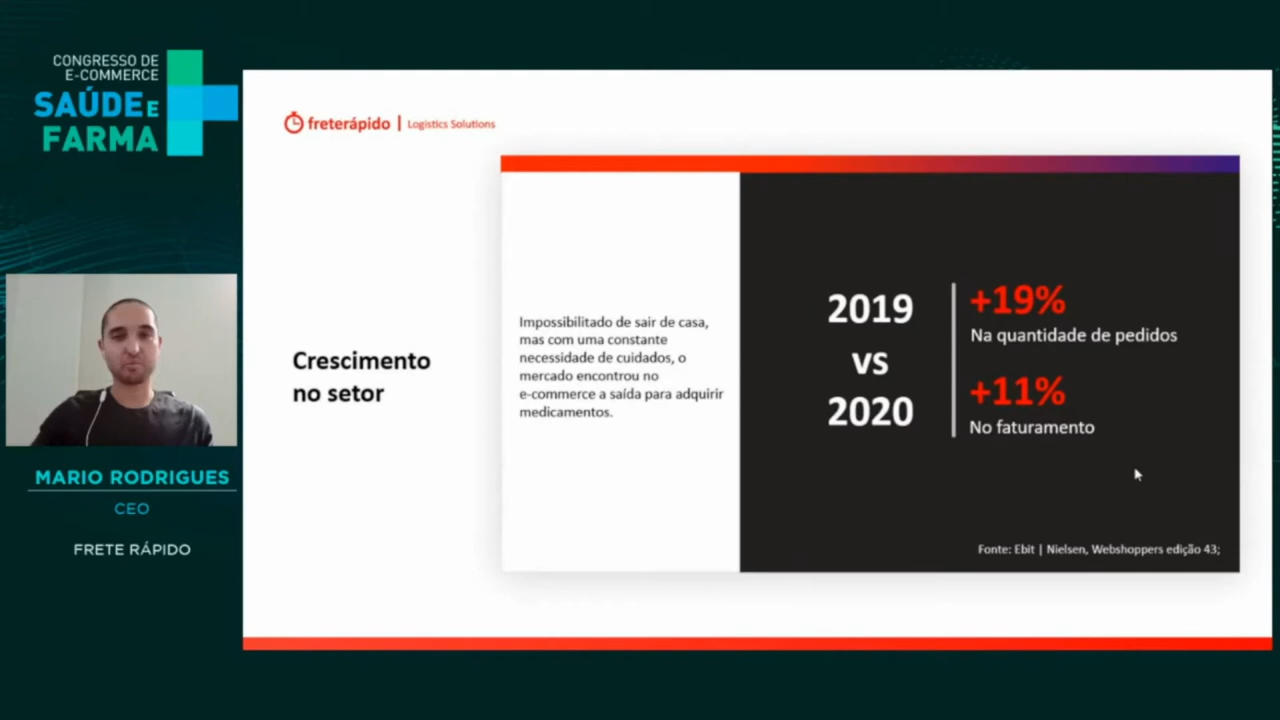 CONGRESSO DE
E-COMMERCE
SAÚDE E
FARMA
freterápido | Logistics Solutions
Crescimento
no setor
Impossibilitado de sair de casa,
mas com uma constante
necessidade de cuidados, o
mercado encontrou no
e-commerce a saída para adquirir
medicamentos.
2019
vs
2020
+19%
Na quantidade de pedidos
+11%
No faturamento
Fonte: Ebit | Nielsen, Webshoppers edição 43;
MARIO RODRIGUES
CEO
FRETE RÁPIDO